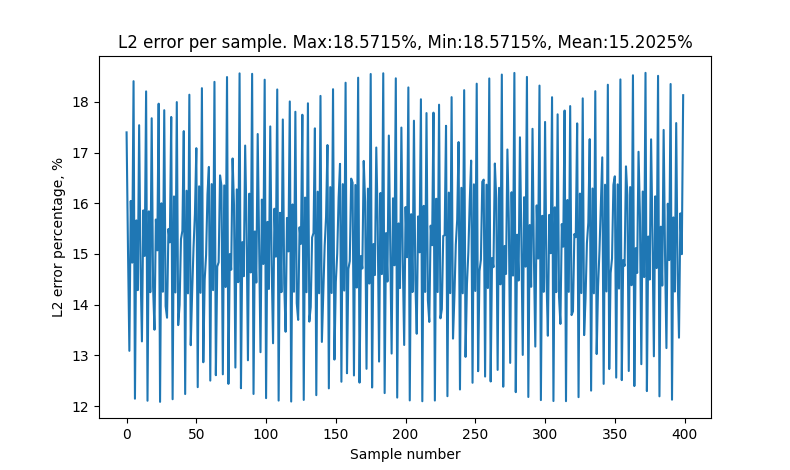 L2 error per sample. Max:18.5715%, Min:18.5715%, Mean:15.2025%
18
17
16
15
14
13
12
L2 error percentage, %
0 50 100 150 200 250 300 350 400
Sample number